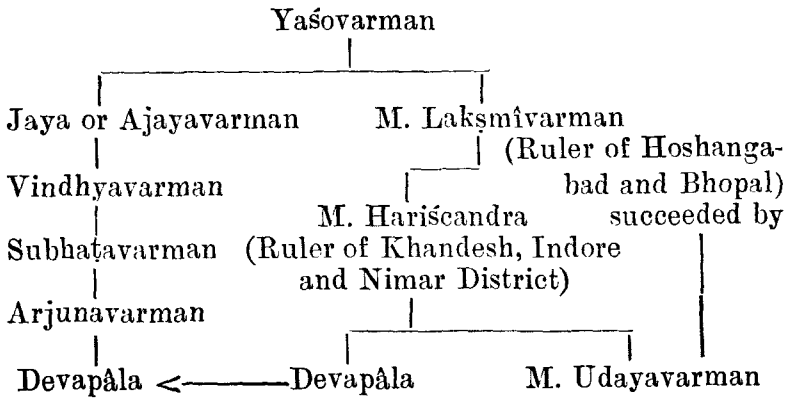 Yaśovarman
Jaya or Ajayavarman M. Lakṣmîvarman
(Ruler of Hoshanga-
Vindhyavarman bad and Bhopal)
M. Hariścandra succeeded by
Subhaṭavarman (Ruler of Khandesh, Indore
and Nimar District)
Arjunavarman
Devapâla Devapâla M. Udayavarman